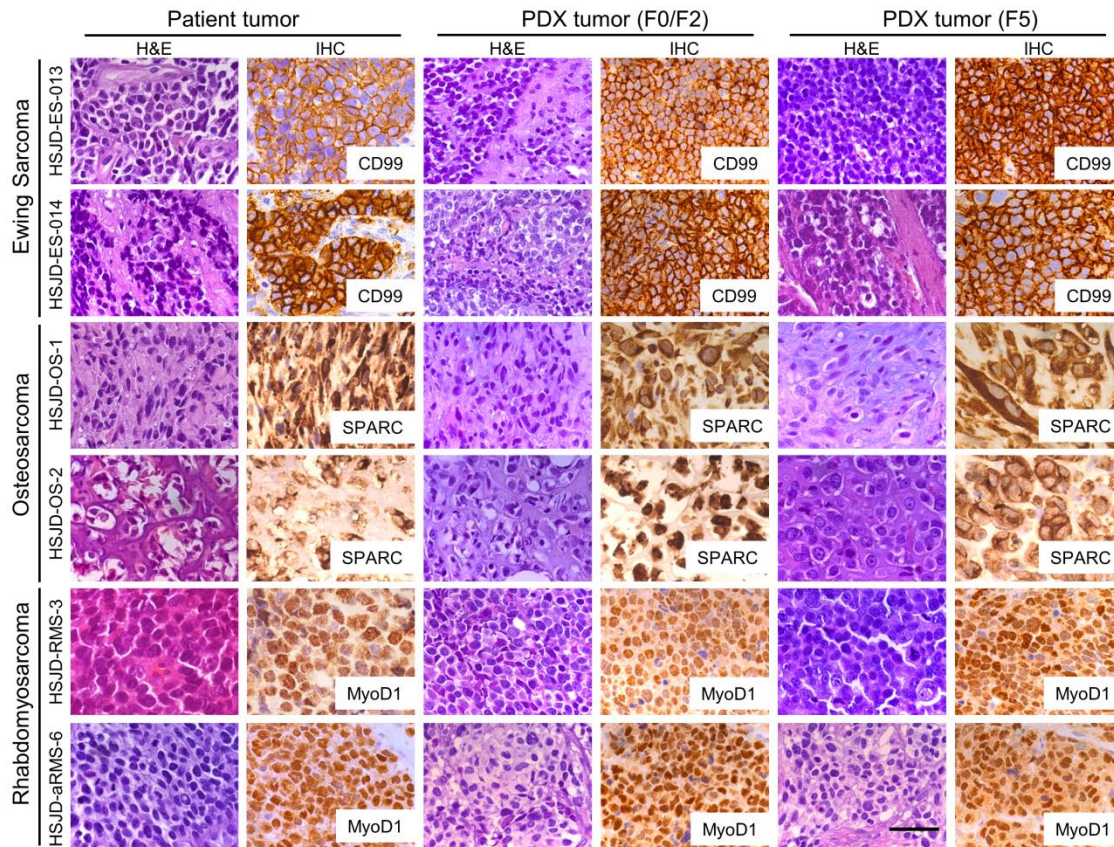 Patient tumor PDX tumor (F0/F2) PDX tumor (F5)
H&E IHC H&E IHC H&E IHC
Ewing Sarcoma
HSJD-ES-013
CD99 CD99 CD99
HSJD-ES-014
CD99 CD99 CD99
Osteosarcoma
HSJD-OS-1
SPARC SPARC SPARC
HSJD-OS-2
SPARC SPARC SPARC
Rhabdomyosarcoma
HSJD-RMS-3
MyoD1 MyoD1 MyoD1
HSJD-aRMS-6
MyoD1 MyoD1 MyoD1